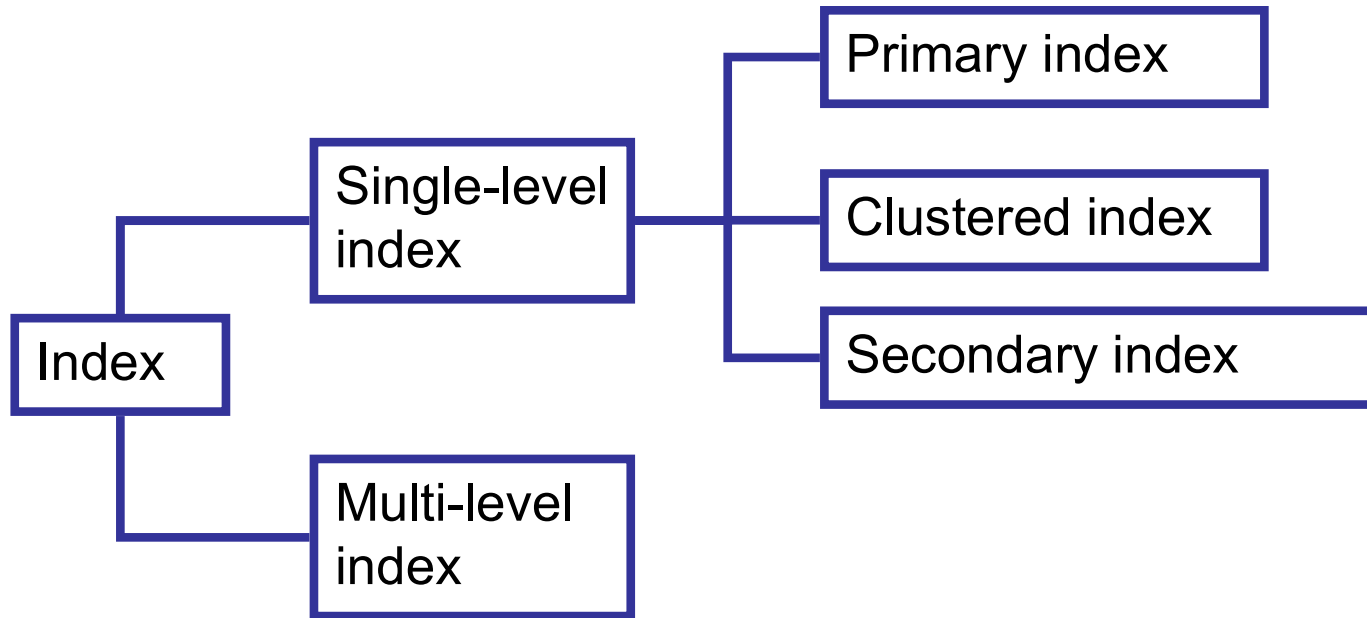 Primary index
Single-level
index
Clustered index
Index
Secondary index
Multi-level
index